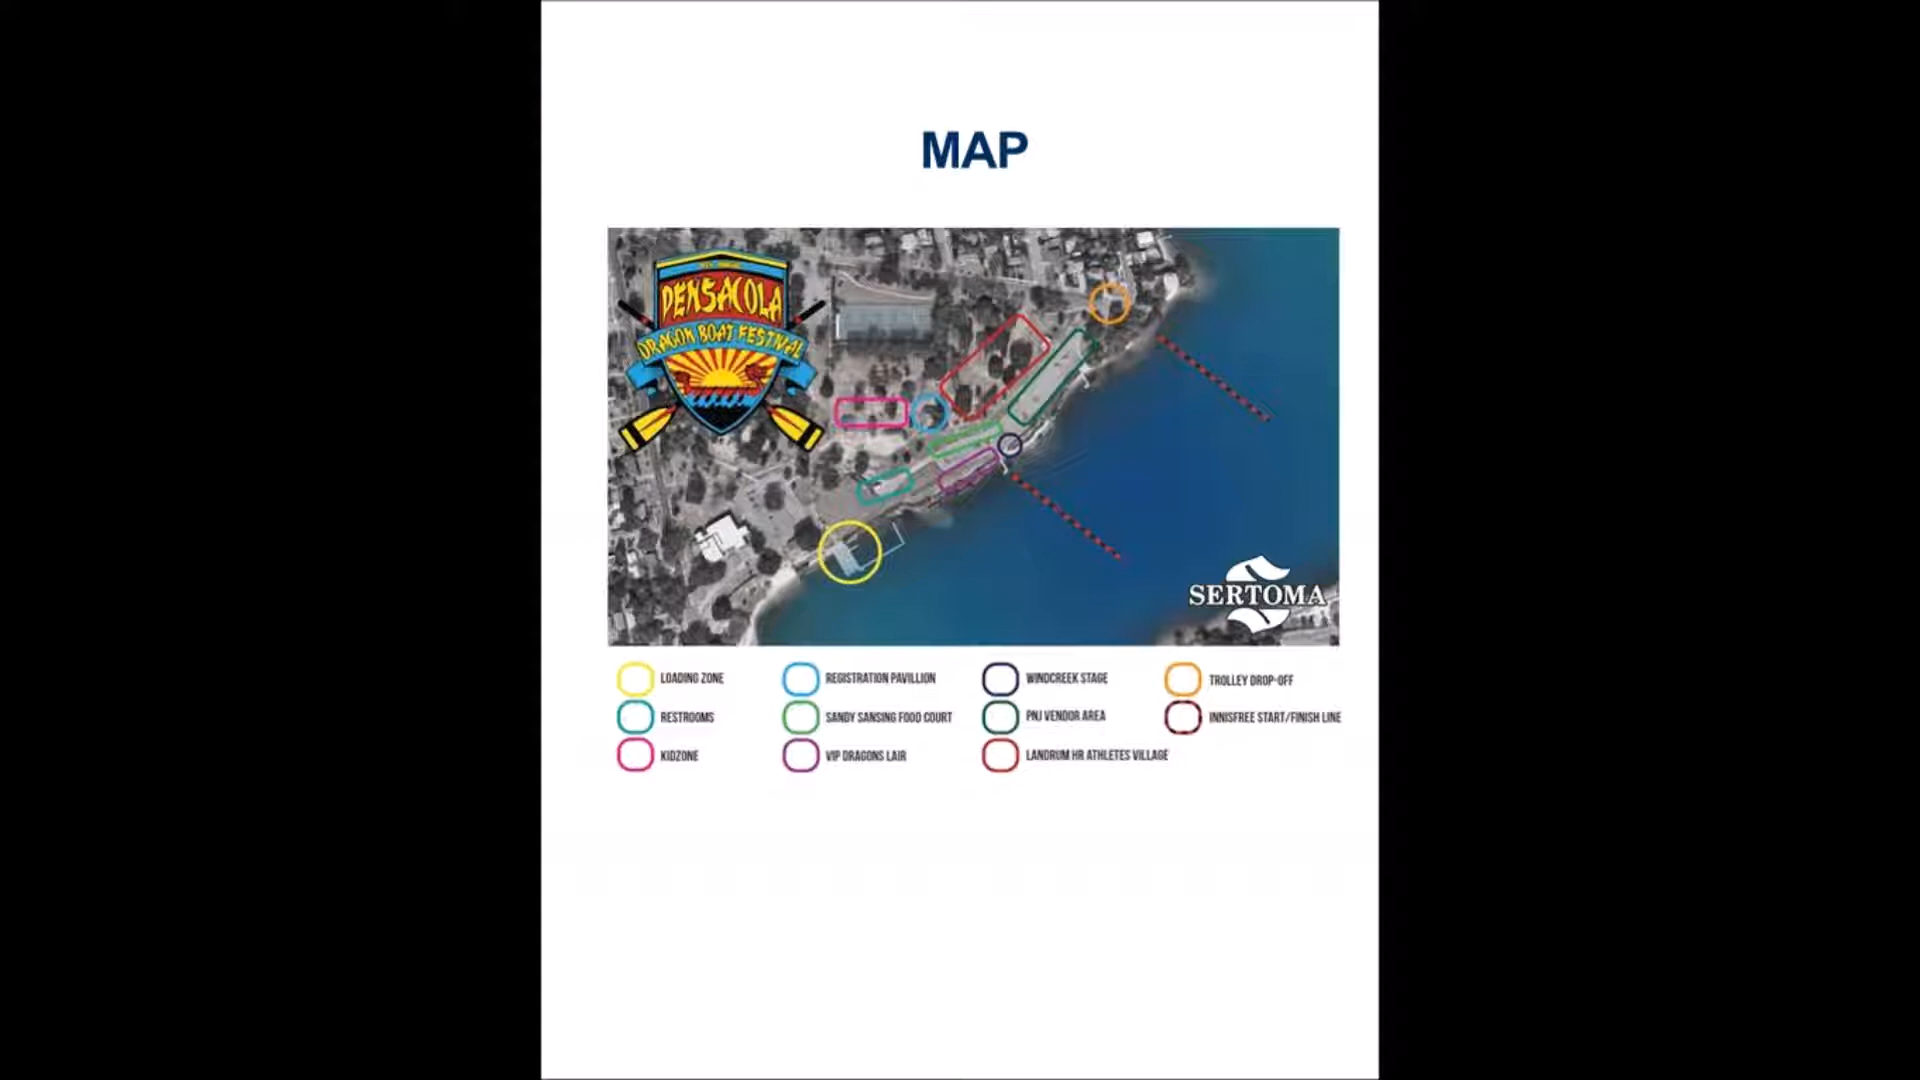 MAP
PENSACOLA
DRAGON BOAT FESTIVAL
SERTOMA
LOADING ZONE
REGISTRATION PAVILLION
WINDCREEK STAGE
TROLLEY DROP-OFF
RESTROOMS
SANDY SANSING FOOD COURT
PNJ VENDOR AREA
INNISFREE START/FINISH LINE
KIDZONE
VIP DRAGONS LAIR
LANDRUM HR ATHLETES VILLAGE